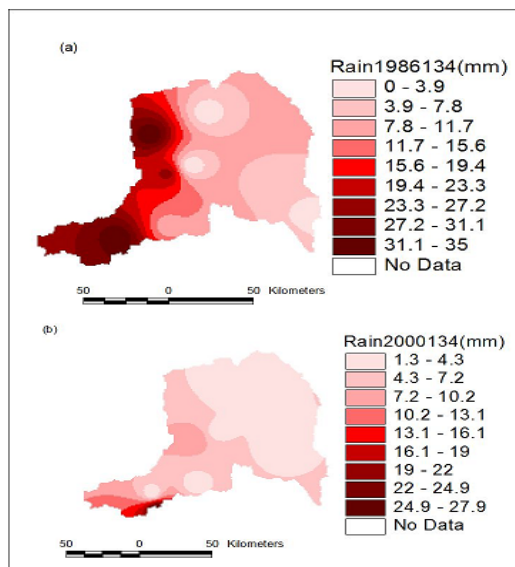 (a)
Rain1986134(mm)
0 - 3.9
3.9 - 7.8
7.8 - 11.7
11.7 - 15.6
15.6 - 19.4
19.4 - 23.3
23.3 - 27.2
27.2 - 31.1
31.1 - 35
No Data
50 0 50 Kilometers
(b)
Rain2000134(mm)
1.3 - 4.3
4.3 - 7.2
7.2 - 10.2
10.2 - 13.1
13.1 - 16.1
16.1 - 19
19 - 22
22 - 24.9
24.9 - 27.9
No Data
50 0 50 Kilometers